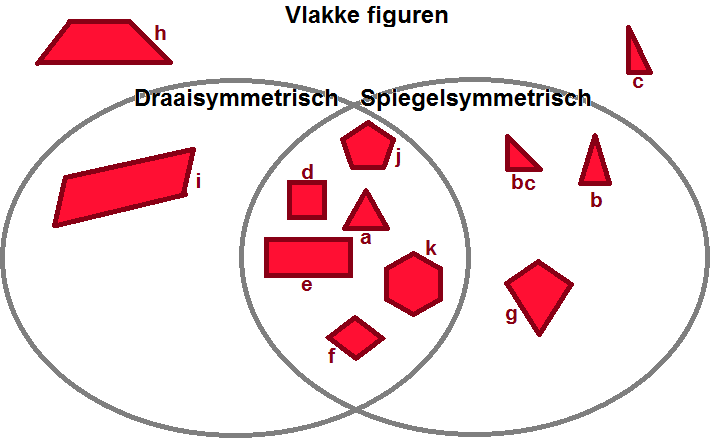 Vlakke figuren
h
c
Draaisymmetrisch
Spiegelsymmetrisch
j
d
bc
b
i
a
k
e
g
f